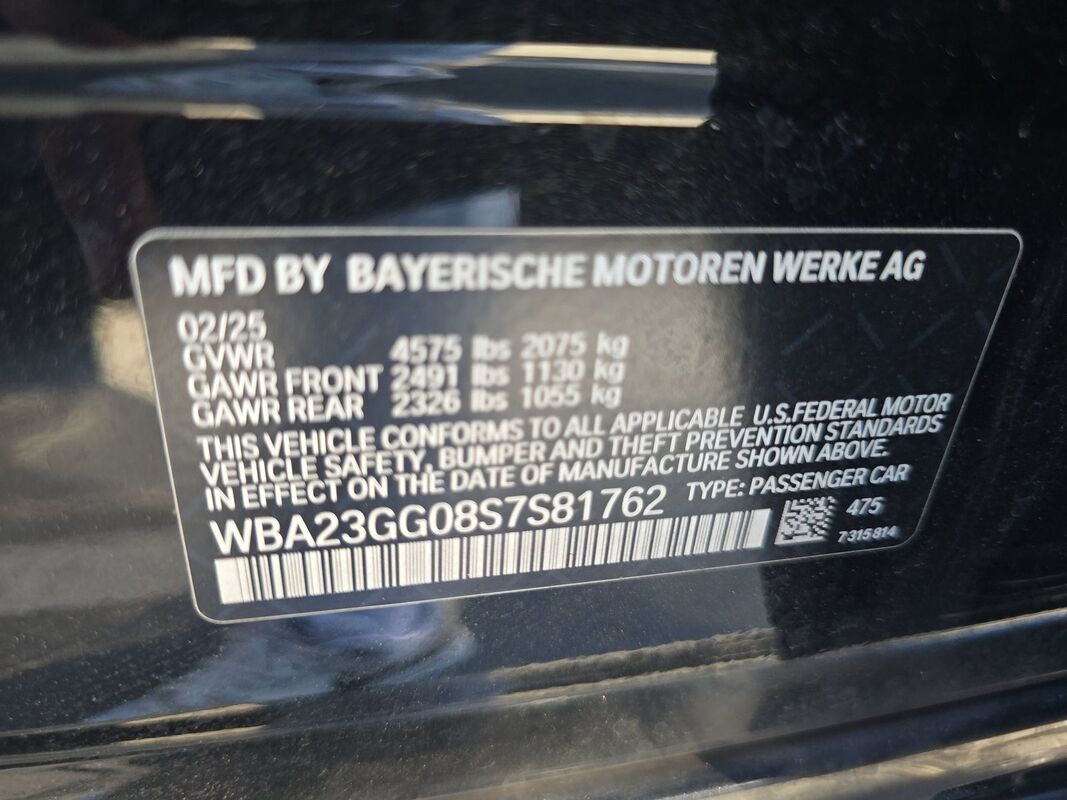 MFD BY BAYERISCHE MOTOREN WERKE AG
02/25
GVWR 4575 lbs 2075 kg
GAWR FRONT 2491 lbs 1130 kg
GAWR REAR 2326 lbs 1055 kg
THIS VEHICLE CONFORMS TO ALL APPLICABLE U.S.FEDERAL MOTOR
VEHICLE SAFETY, BUMPER AND THEFT PREVENTION STANDARDS
IN EFFECT ON THE DATE OF MANUFACTURE SHOWN ABOVE.
WBA23GG08S7S81762 TYPE: PASSENGER CAR
475
7315814